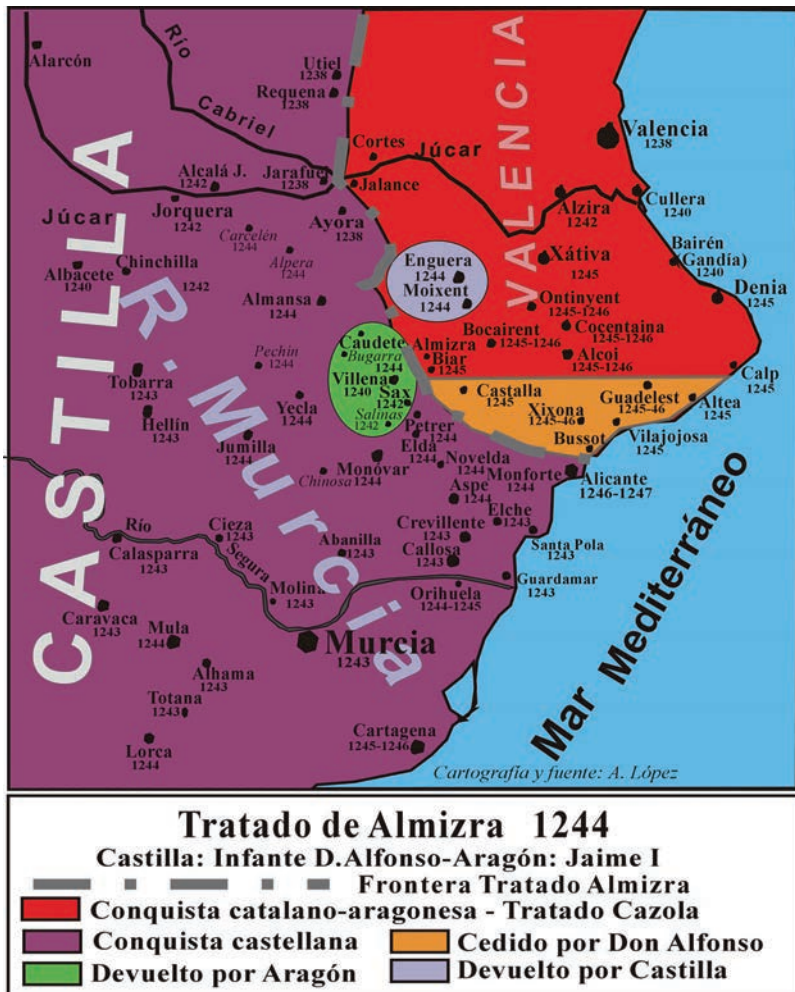 Alarcón
Río
Cabriel
Utiel
1238
Requena
1238
VALENCIA
Valencia
1238
Cortes
Júcar
Alcalá J.
1242
Jarafuel
1238
Jalance
Alzira
1242
Cullera
1240
Júcar
Jorquera
1242
Ayora
1238
Carcelén
1244
Alpera
1244
Xátiva
1245
Bairén
(Gandía)
1240
Enguera
1244
Moixent
1244
Albacete
1240
Chinchilla
1242
Denia
1245
Almansa
1244
Ontinyent
1245-1246
Cocentaina
1245-1246
Bocairent
1245-1246
Caudete
Bugarra
1244
Almizra
Biar
1245
Alcoi
1245-1246
Pechín
1244
Villena
1240
Calp
1245
Tobarra
1243
Yecla
1244
Sax
1242
Castalla
1245
Guadelest
1245-46
Altea
1245
Hellín
1243
Salinas
1242
Petrer
1244
Xixona
1245-46
Vilajojosa
1245
Jumilla
1244
Elda
1244
Bussot
Monóvar
1244
Novelda
1244
Chinosa
Monforte
1244
Alicante
1246-1247
Aspe
1244
Elche
1243
Río
Segura
Cieza
1243
Crevillente
1243
Santa Pola
1243
Calasparra
1243
Abanilla
1243
Callosa
1243
Guardamar
1243
Molina
1243
Orihuela
1244-1245
Caravaca
1243
Mula
1244
Murcia
1243
Alhama
1243
Totana
1243
Lorca
1244
Cartagena
1245-1246
CASTILLA
R. Murcia
Mar Mediterráneo
Cartografía y fuente: A. López
Tratado de Almizra 1244
Castilla: Infante D.Alfonso-Aragón: Jaime I
Frontera Tratado Almizra
Conquista catalano-aragonesa - Tratado Cazola
Conquista castellana
Cedido por Don Alfonso
Devuelto por Aragón
Devuelto por Castilla